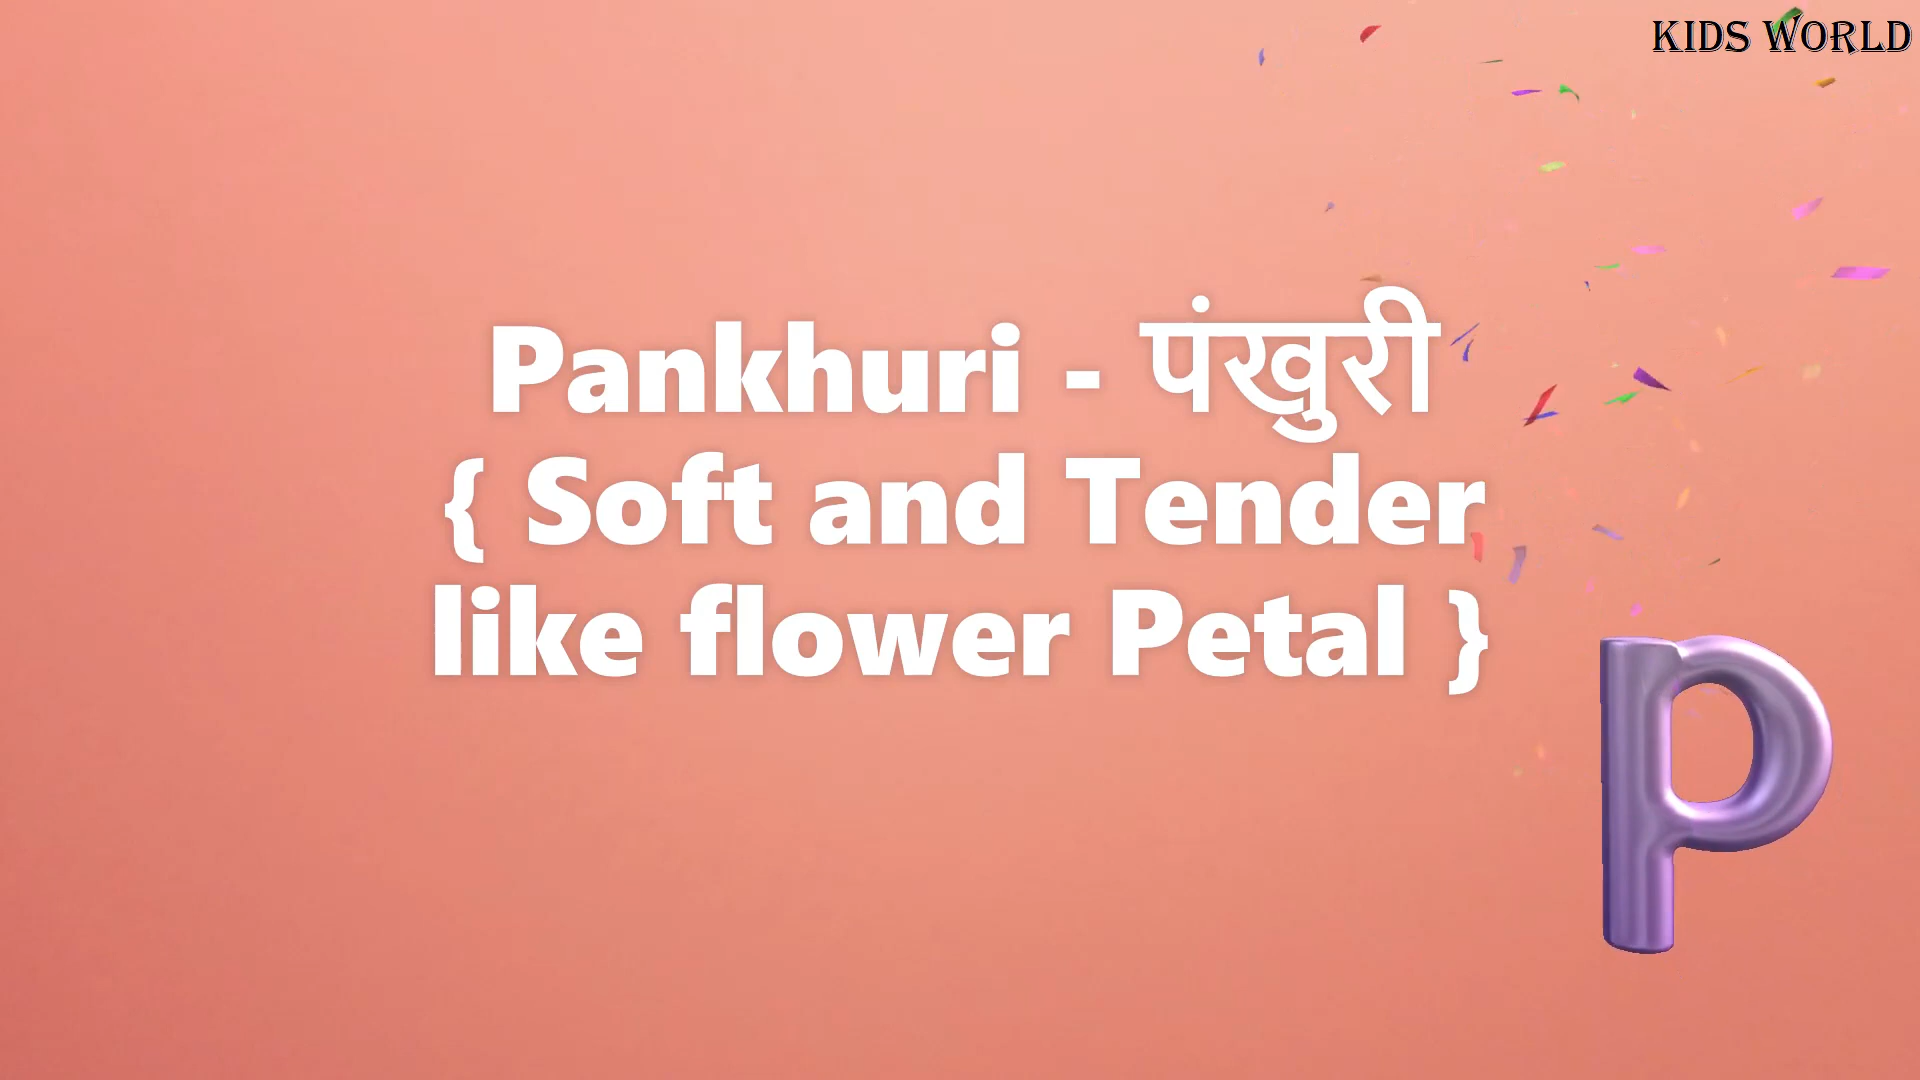 KIDS WORLD
Pankhuri - पंखुरी
{ Soft and Tender
like flower Petal }
P